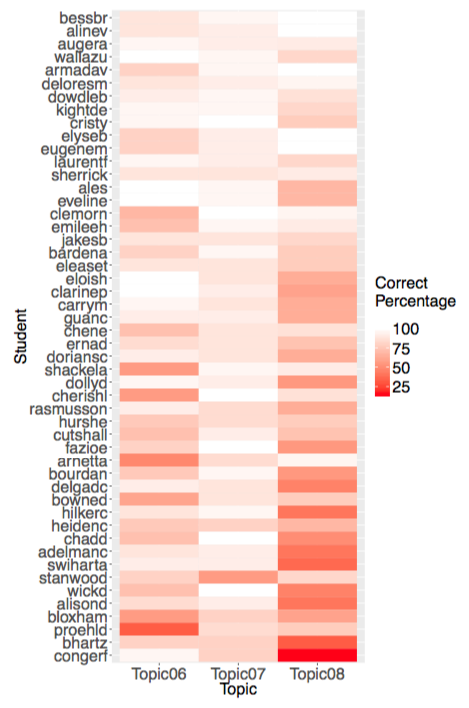 bessbr
alinev
augera
wallazu
armadav
deloresm
dowdleb
kightde
cristy
elyseb
eugenem
laurentf
sherrick
ales
eveline
clemorn
emileeh
jakesb
bardena
eleaset
eloish
clarinep
carrym
guanc
chene
ernad
doriansc
shackela
dollyd
cherishl
rasmusson
hurshe
cutshall
fazioe
arnetta
bourdan
delgadc
bowned
hilkerc
heidenc
chadd
adelmanc
swiharta
stanwood
wickd
alisond
bloxham
proehld
bhartz
congerf
Student
Topic06 Topic07 Topic08
Topic
Correct
Percentage
100
75
50
25